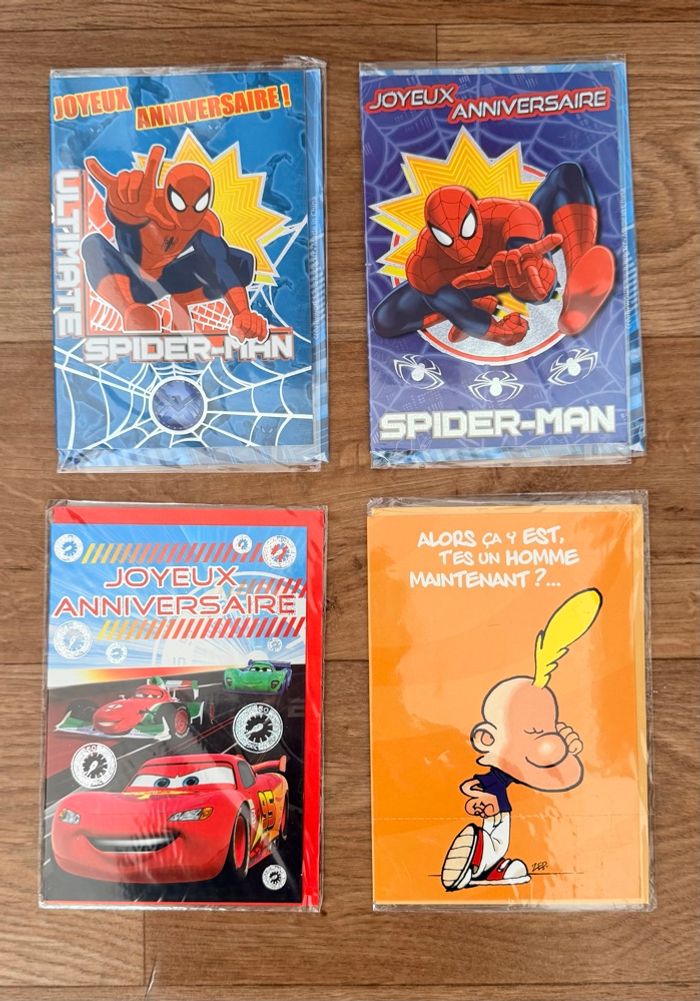 JOYEUX ANNIVERSAIRE !
ULTIMATE
SPIDER-MAN
JOYEUX ANNIVERSAIRE
SPIDER-MAN
JOYEUX
ANNIVERSAIRE
95
ALORS ÇA Y EST,
T'ES UN HOMME
MAINTENANT ?...
ZEP.